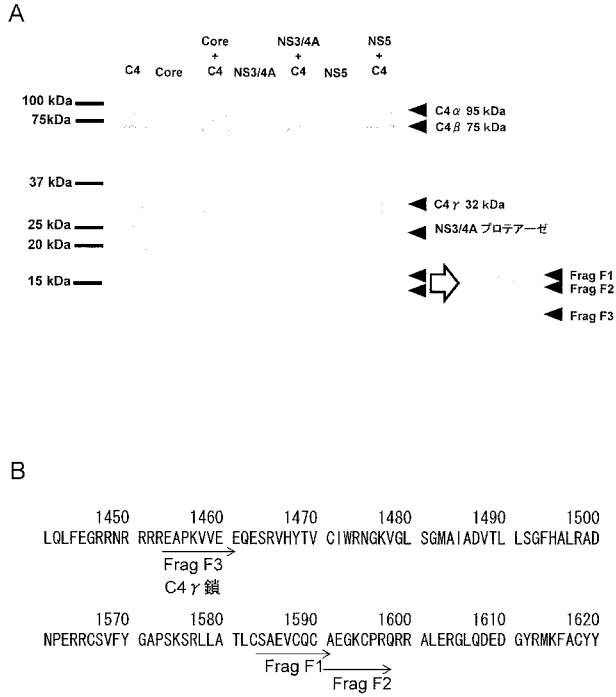 A
Core NS3/4A NS5
+ + +
C4 Core C4 NS3/4A C4 NS5 C4
100 kDa
75kDa
37 kDa
25 kDa
20 kDa
15 kDa
C4α 95 kDa
C4β 75 kDa
C4γ 32 kDa
NS3/4A プロテアーゼ
Frag F1
Frag F2
Frag F3
B
1450 1460 1470 1480 1490 1500
LQLFEGRRNR RRREAPKVVE EQESRVHYTV CIWRNGKVGL SGMAIADVTL LSGFHALRAD
Frag F3
C4γ鎖
1570 1580 1590 1600 1610 1620
NPERRCSVFY GAPSKSRLLA TLCSAEVCQC AEGKCPRQRR ALERGLQDED GYRMKFACYY
Frag F1
Frag F2